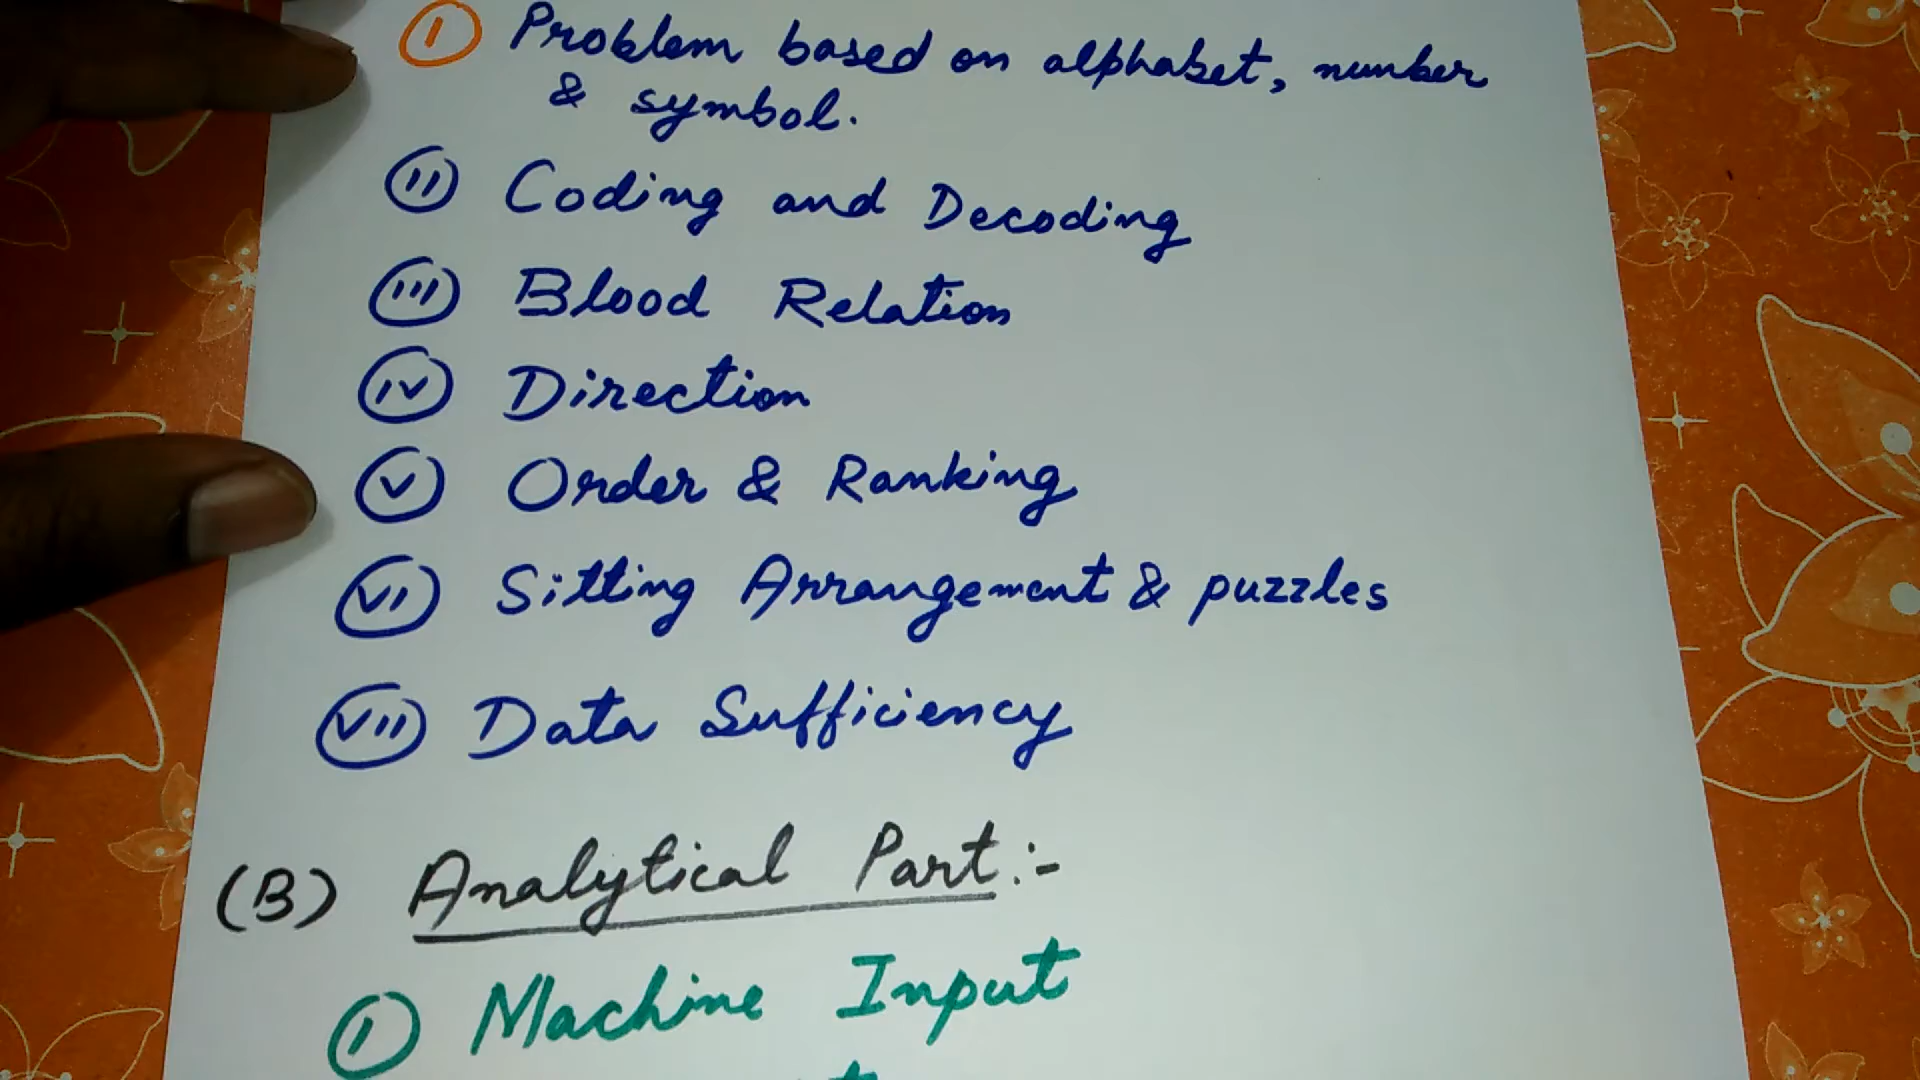 (i) Problem based on alphabet, number
& symbol.
(ii) Coding and Decoding
(iii) Blood Relation
(iv) Direction
(v) Order & Ranking
(vi) Sitting Arrangement & puzzles
(vii) Data Sufficiency
(B) Analytical Part:-
(i) Machine Input